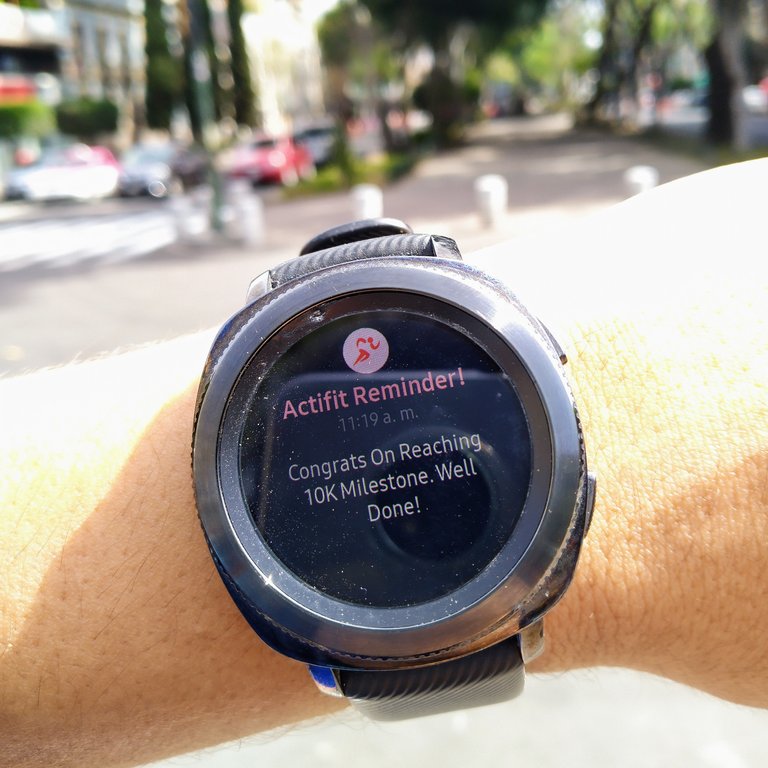 Actifit Reminder!
11:19 a. m.
Congrats On Reaching
10K Milestone. Well
Done!